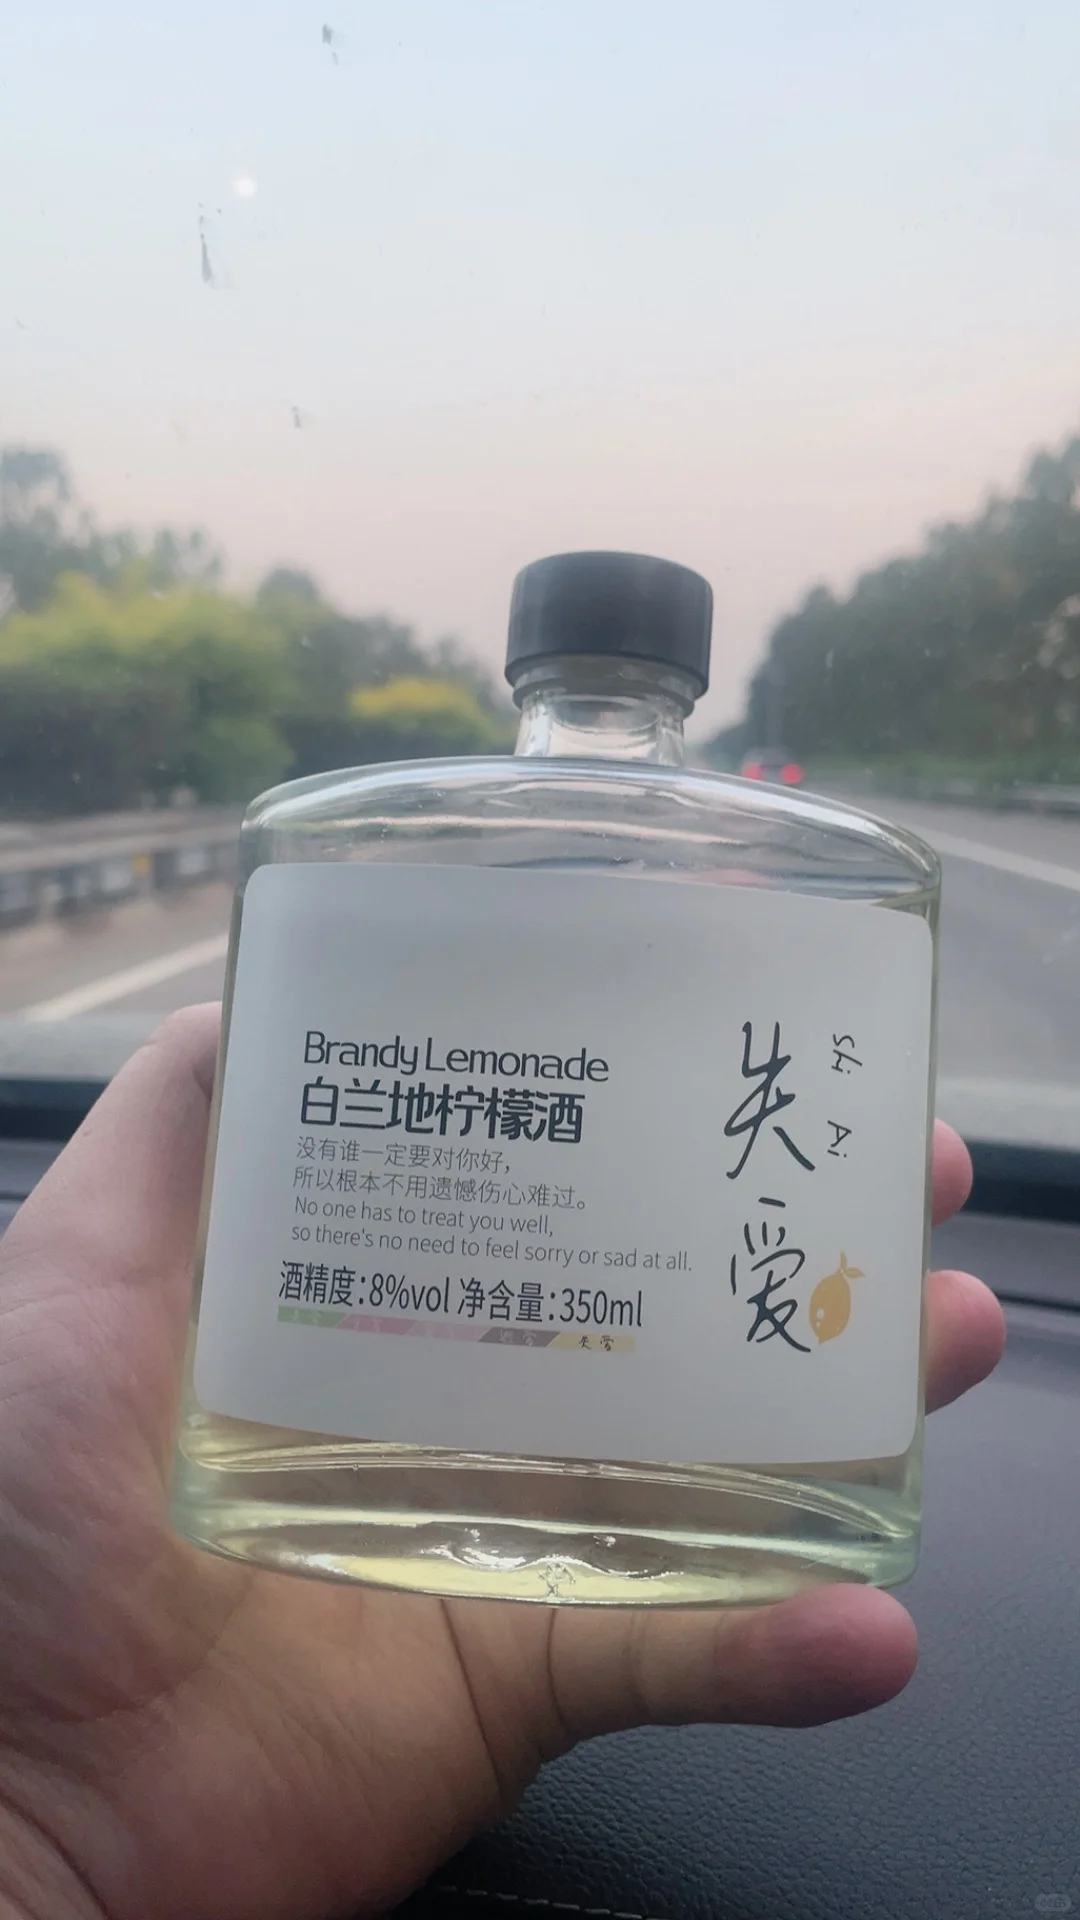 Brandy Lemonade
白兰地柠檬酒
没有谁一定要对你好，
所以根本不用遗憾伤心难过。
No one has to treat you well,
so there's no need to feel sorry or sad at all.
酒精度：8%vol 净含量：350ml
失爱
失爱
Shi Ai